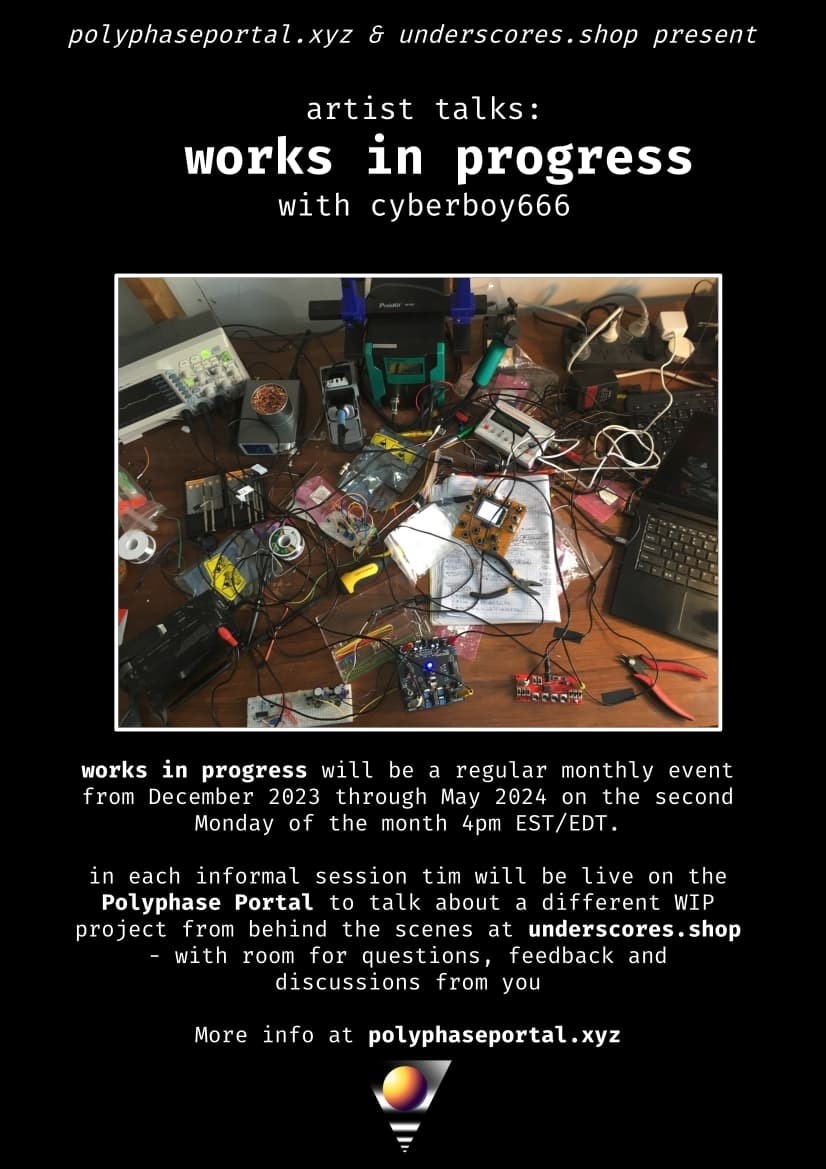 polyphaseportal.xyz & underscores.shop present
artist talks:
works in progress
with cyberboy666
Pro'sKit
works in progress will be a regular monthly event
from December 2023 through May 2024 on the second
Monday of the month 4pm EST/EDT.
in each informal session tim will be live on the
Polyphase Portal to talk about a different WIP
project from behind the scenes at underscores.shop
- with room for questions, feedback and
discussions from you
More info at polyphaseportal.xyz